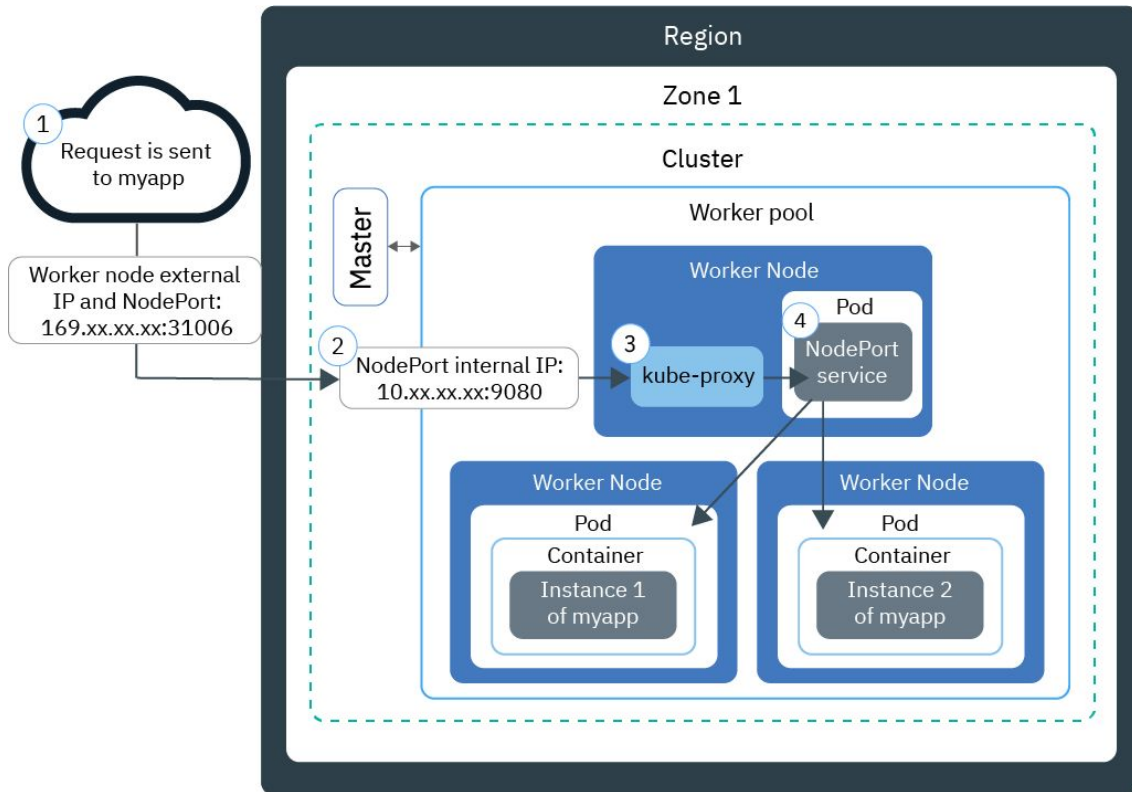 Region
Zone 1
Cluster
1
Request is sent
to myapp
Worker node external
IP and NodePort:
169.xx.xx.xx:31006
Master
Worker pool
Worker Node
2
NodePort internal IP:
10.xx.xx.xx:9080
3
kube-proxy
Pod
4
NodePort
service
Worker Node
Pod
Container
Instance 1
of myapp
Worker Node
Pod
Container
Instance 2
of myapp